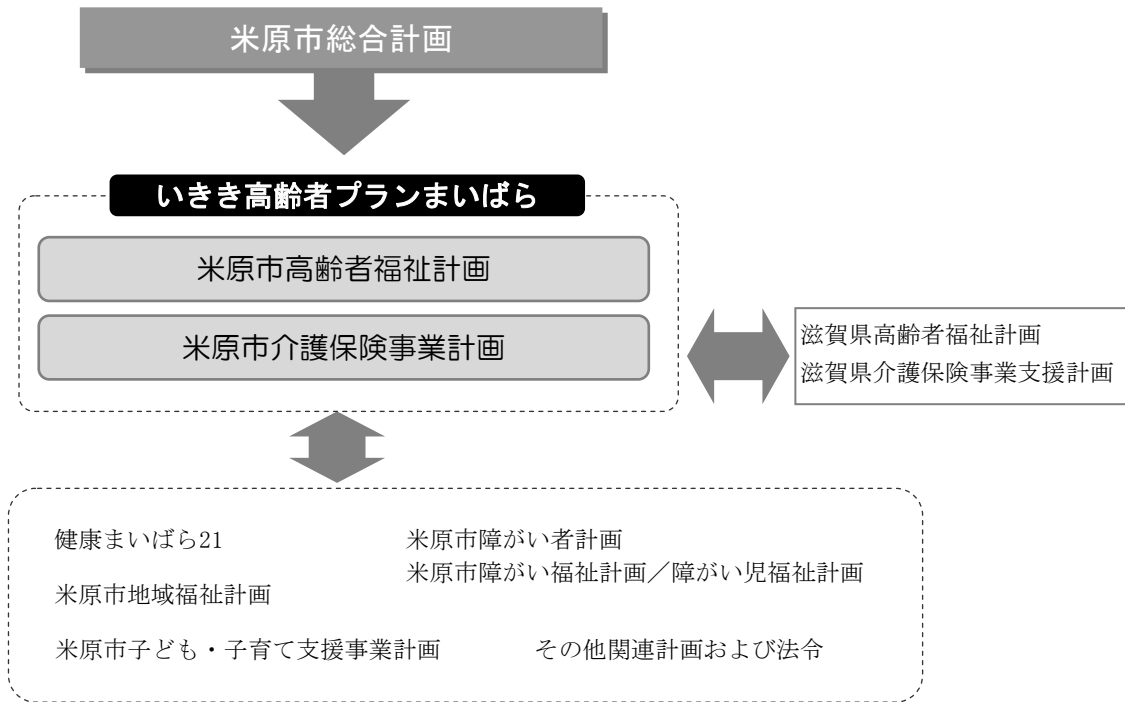 米原市総合計画
いきき高齢者プランまいばら
米原市高齢者福祉計画
米原市介護保険事業計画
滋賀県高齢者福祉計画
滋賀県介護保険事業支援計画
健康まいばら21
米原市障がい者計画
米原市障がい福祉計画／障がい児福祉計画
米原市地域福祉計画
米原市子ども・子育て支援事業計画
その他関連計画および法令